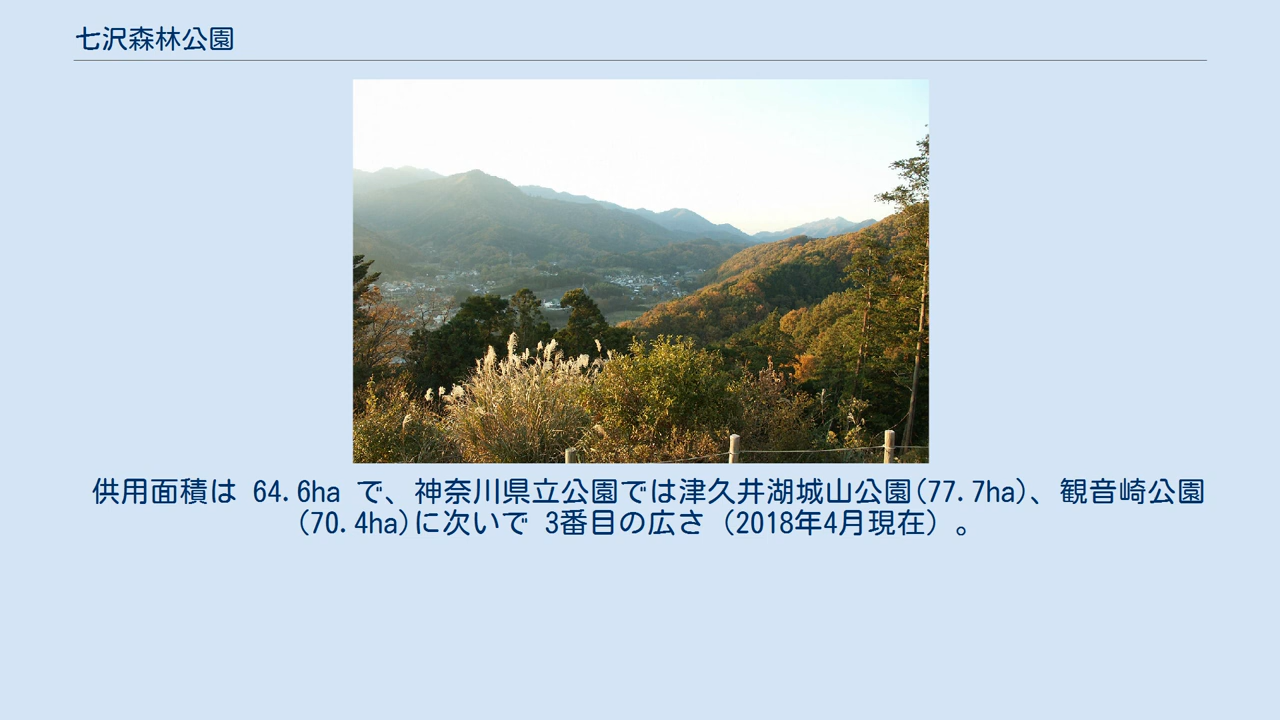 七沢森林公園
供用面積は 64.6ha で、神奈川県立公園では津久井湖城山公園(77.7ha)、観音崎公園
(70.4ha)に次いで 3番目の広さ（2018年4月現在）。